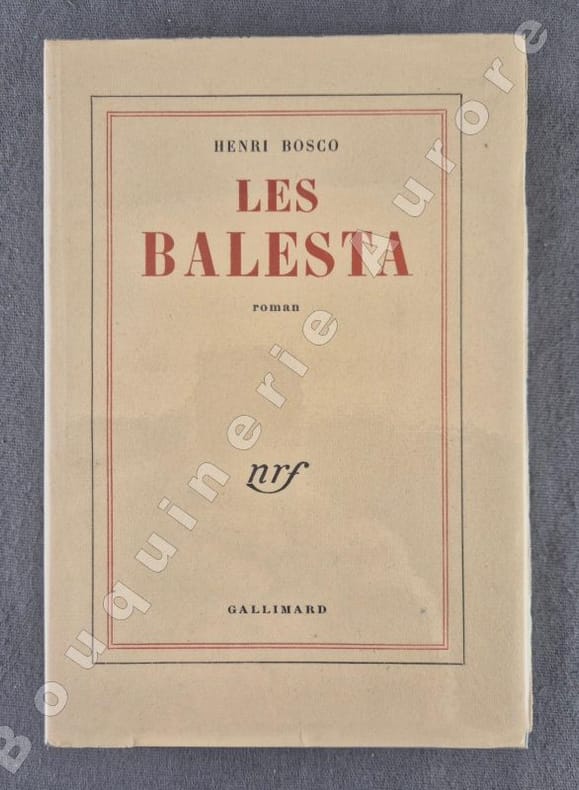 HENRI BOSCO
LES
BALESTA
roman
nrf
GALLIMARD
Bouquinerie Aurore